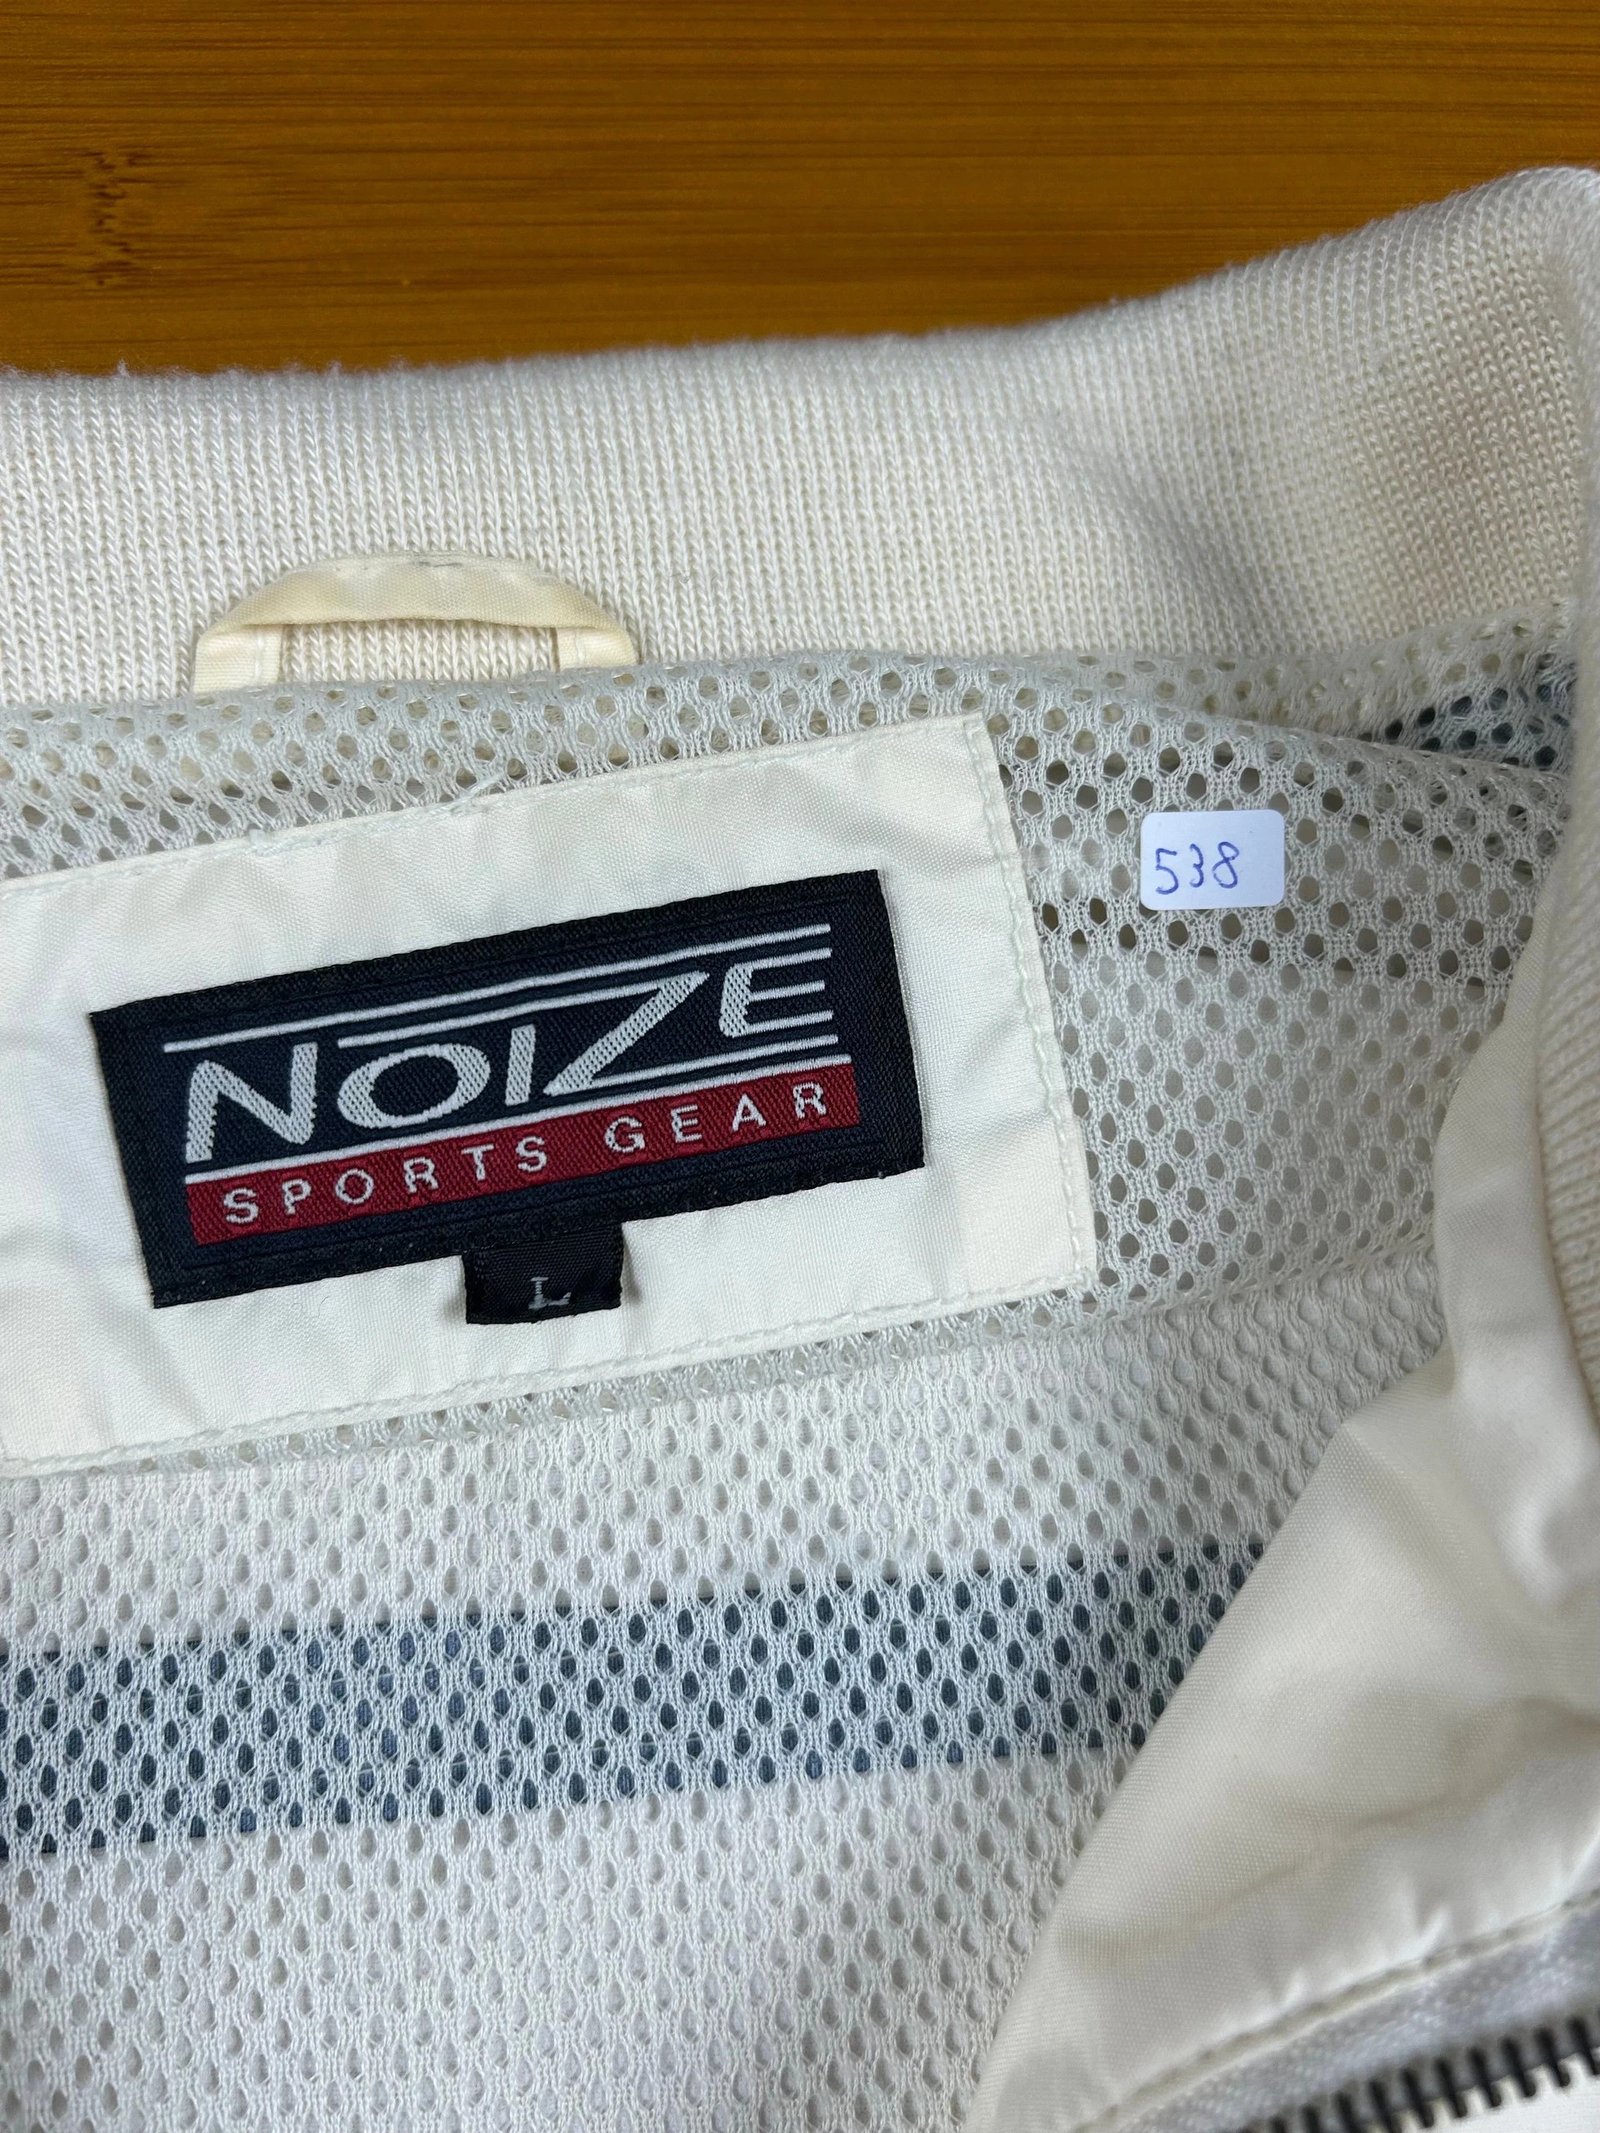 538
NOIZE
SPORTS GEAR
L